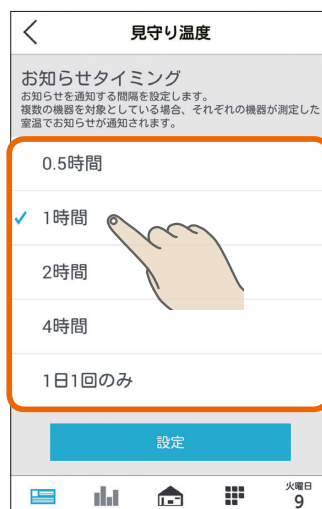 見守り温度
お知らせタイミング
お知らせを通知する間隔を設定します。
複数の機器を対象としている場合、それぞれの機器が測定した
室温でお知らせが通知されます。
0.5時間
1時間
2時間
4時間
1日1回のみ
設定
火曜日
9